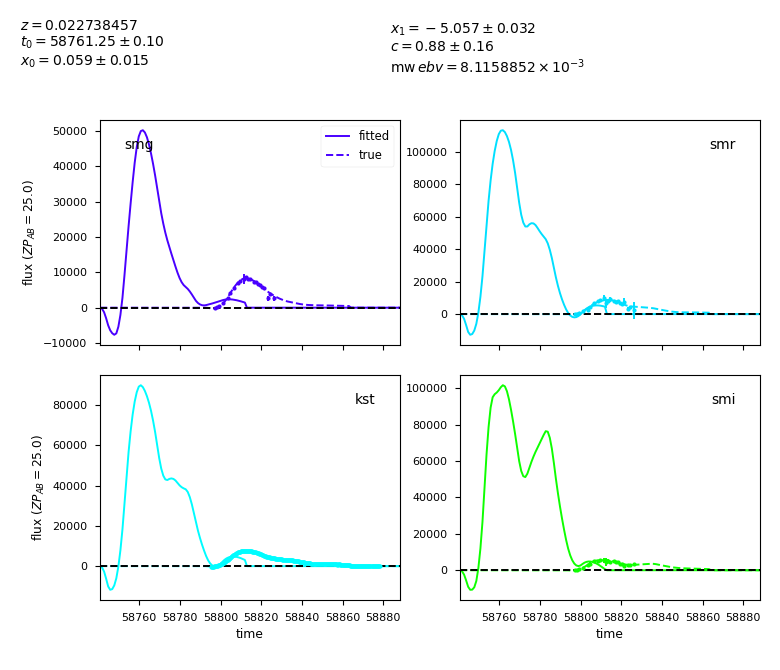 z = 0.022738457
t₀ = 58761.25 ± 0.10
x₀ = 0.059 ± 0.015
x₁ = −5.057 ± 0.032
c = 0.88 ± 0.16
mw ebv = 8.1158852 × 10⁻³
50000
40000
30000
20000
10000
0
−10000
flux (ZP_AB = 25.0)
smg
fitted
true
100000
80000
60000
40000
20000
0
smr
80000
60000
40000
20000
0
flux (ZP_AB = 25.0)
kst
58760 58780 58800 58820 58840 58860 58880
time
100000
80000
60000
40000
20000
0
smi
58760 58780 58800 58820 58840 58860 58880
time